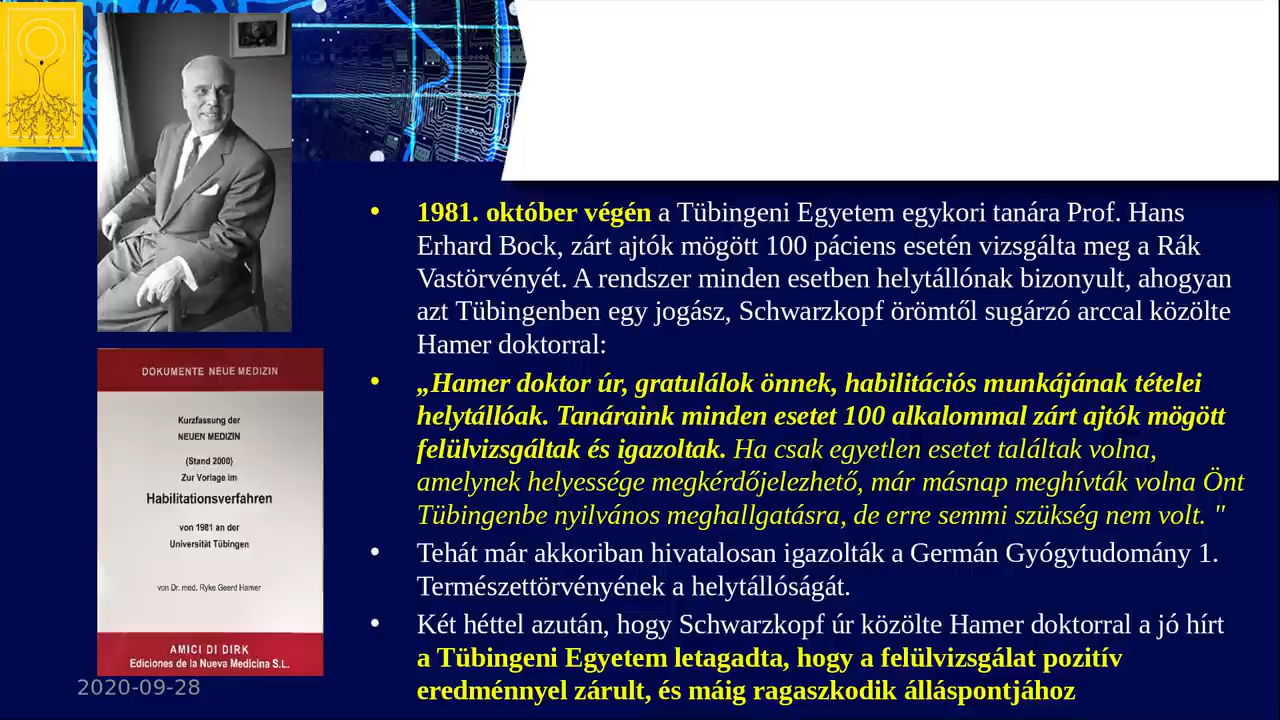 • 1981. október végén a Tübingeni Egyetem egykori tanára Prof. Hans
Erhard Bock, zárt ajtók mögött 100 páciens esetén vizsgálta meg a Rák
Vastörvényét. A rendszer minden esetben helytállónak bizonyult, ahogyan
azt Tübingenben egy jogász, Schwarzkopf örömtől sugárzó arccal közölte
Hamer doktorral:
• „Hamer doktor úr, gratulálok önnek, habilitációs munkájának tételei
helytállóak. Tanáraink minden esetet 100 alkalommal zárt ajtók mögött
felülvizsgáltak és igazoltak. Ha csak egyetlen esetet találtak volna,
amelynek helyessége megkérdőjelezhető, már másnap meghívták volna Önt
Tübingenbe nyilvános meghallgatásra, de erre semmi szükség nem volt. "
• Tehát már akkoriban hivatalosan igazolták a Germán Gyógytudomány 1.
Természettörvényének a helytállóságát.
• Két héttel azután, hogy Schwarzkopf úr közölte Hamer doktorral a jó hírt
a Tübingeni Egyetem letagadta, hogy a felülvizsgálat pozitív
eredménnyel zárult, és máig ragaszkodik álláspontjához
DOKUMENTE NEUE MEDIZIN
Kurzfassung der
NEUEN MEDIZIN
(Stand 2000)
Zur Vorlage im
Habilitationsverfahren
von 1981 an der
Universität Tübingen
von Dr. med. Ryke Geerd Hamer
AMICI DI DIRK
Ediciones de la Nueva Medicina S.L.
2020-09-28